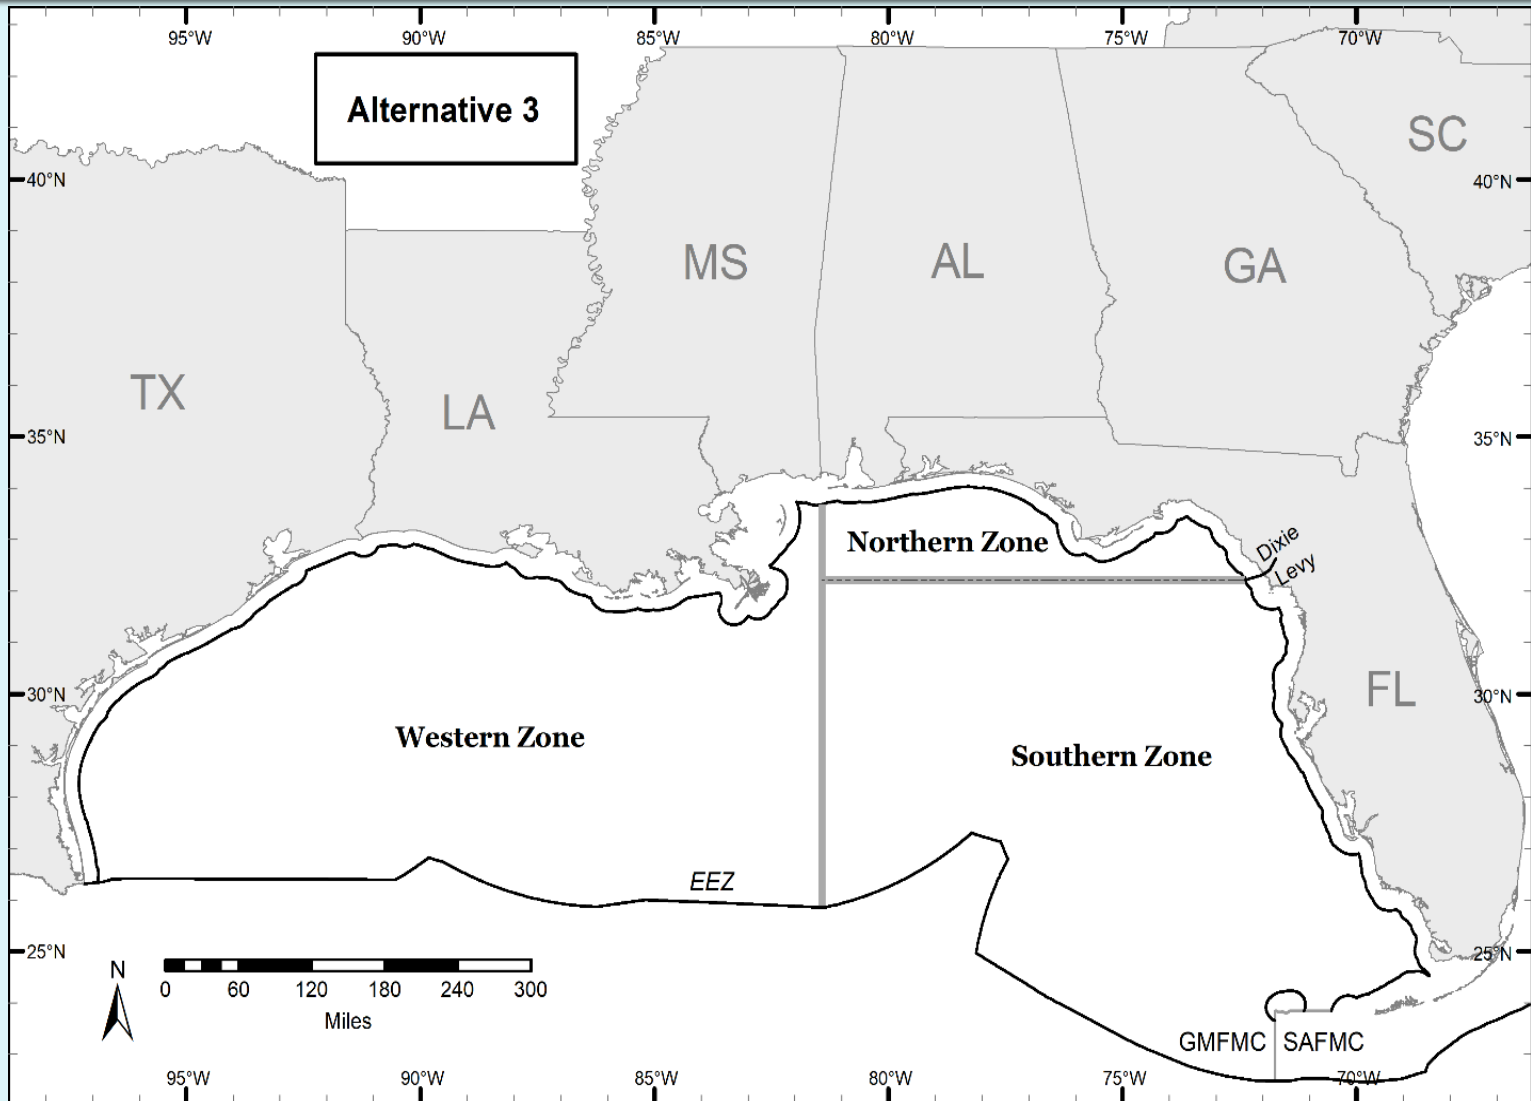 95°W 90°W 85°W 80°W 75°W 70°W
Alternative 3
SC
40°N 40°N
MS AL GA
TX
LA
35°N 35°N
Northern Zone
Dixie
Levy
30°N FL 30°N
Western Zone
Southern Zone
EEZ
25°N 25°N
N
0 60 120 180 240 300
Miles
GMFMC SAFMC
95°W 90°W 85°W 80°W 75°W 70°W